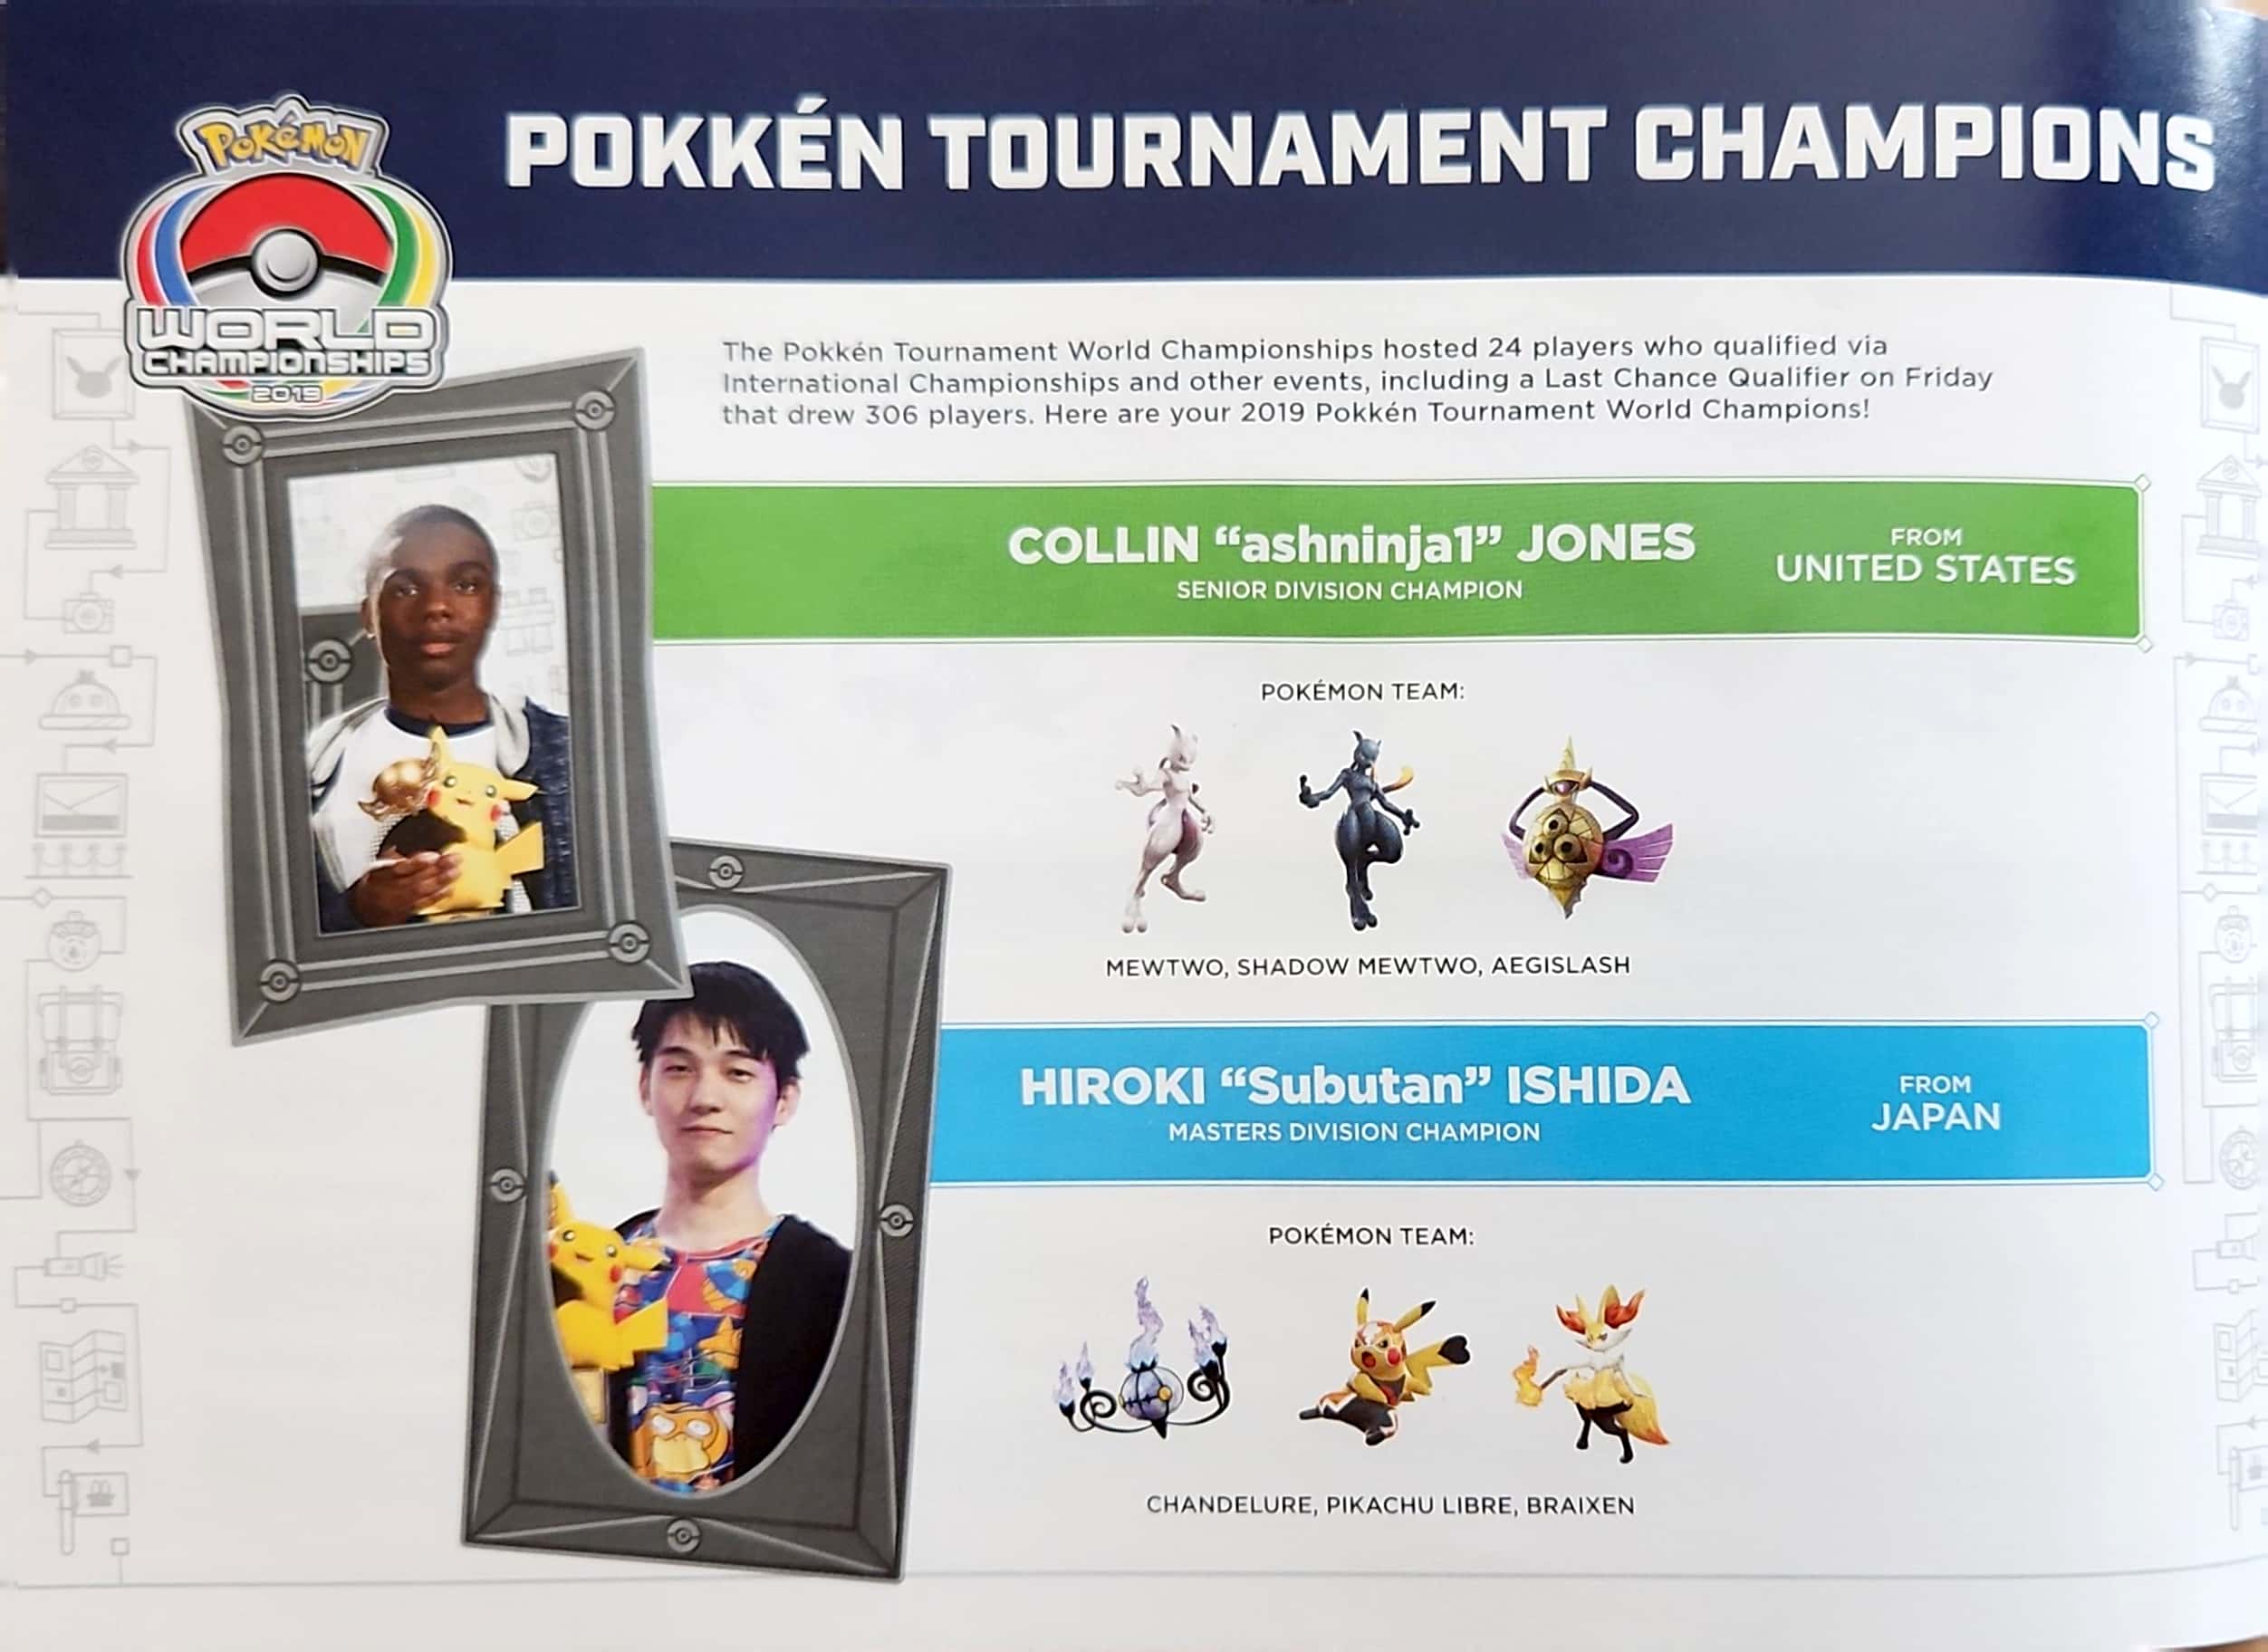 POKÉMON
WORLD
CHAMPIONSHIPS
2019
POKKÉN TOURNAMENT CHAMPIONS
The Pokkén Tournament World Championships hosted 24 players who qualified via
International Championships and other events, including a Last Chance Qualifier on Friday
that drew 306 players. Here are your 2019 Pokkén Tournament World Champions!
COLLIN “ashninja1” JONES
SENIOR DIVISION CHAMPION
FROM
UNITED STATES
POKÉMON TEAM:
MEWTWO, SHADOW MEWTWO, AEGISLASH
HIROKI “Subutan” ISHIDA
MASTERS DIVISION CHAMPION
FROM
JAPAN
POKÉMON TEAM:
CHANDELURE, PIKACHU LIBRE, BRAIXEN